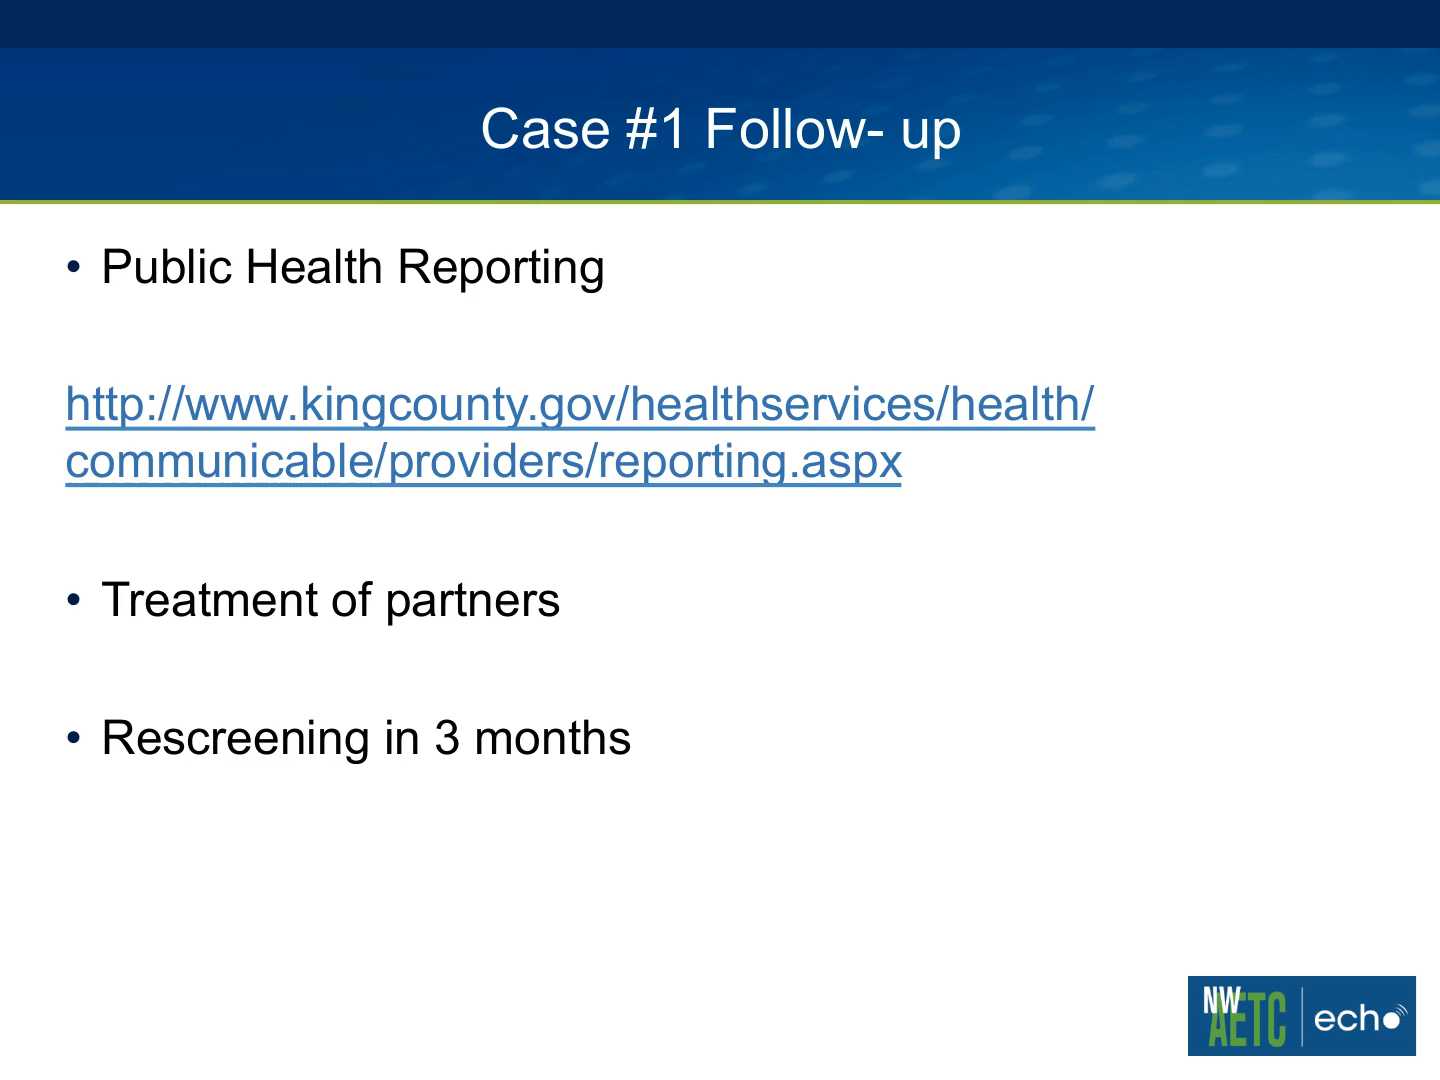 Case #1 Follow- up
• Public Health Reporting
http://www.kingcounty.gov/healthservices/health/
communicable/providers/reporting.aspx
• Treatment of partners
• Rescreening in 3 months
NW
AETC
echo